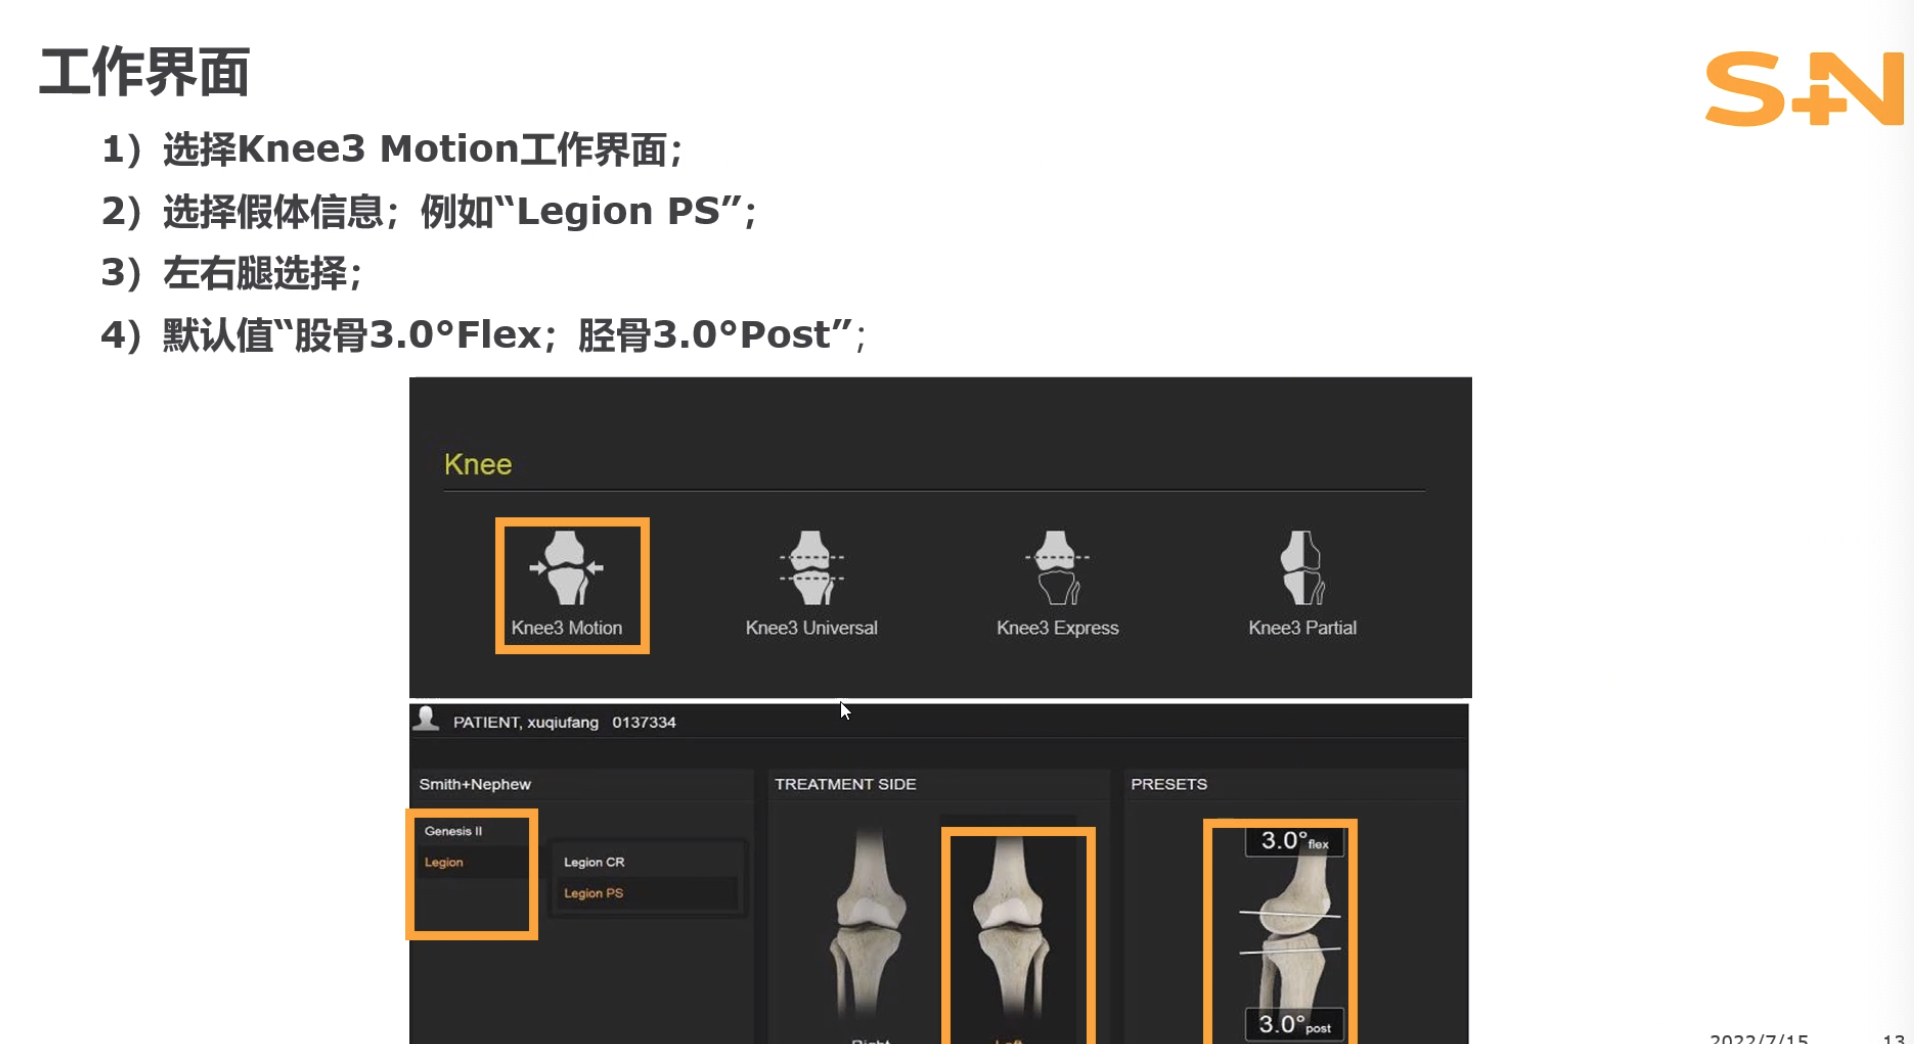 工作界面
S+N
1）选择Knee3 Motion工作界面；
2）选择假体信息；例如“Legion PS”；
3）左右腿选择；
4）默认值“股骨3.0°Flex；胫骨3.0°Post”；
Knee
Knee3 Motion
Knee3 Universal
Knee3 Express
Knee3 Partial
PATIENT, xuqiufang 0137334
Smith+Nephew
TREATMENT SIDE
PRESETS
Genesis II
Legion
Legion CR
Legion PS
3.0° flex
3.0° post
Right
Left
2022/7/15
13